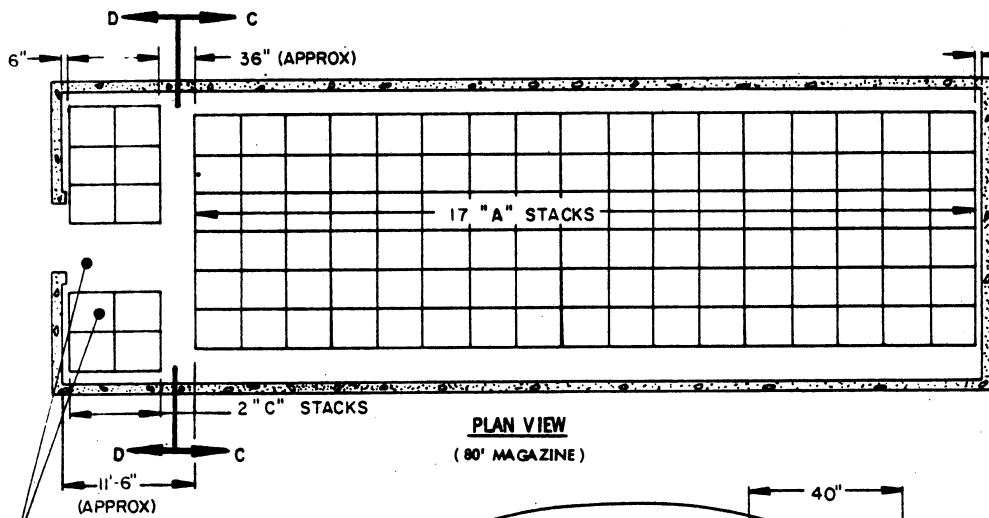 D C
6" 36" (APPROX)
17 "A" STACKS
2 "C" STACKS
D C
PLAN VIEW
(80' MAGAZINE)
11'-6"
(APPROX)
40"